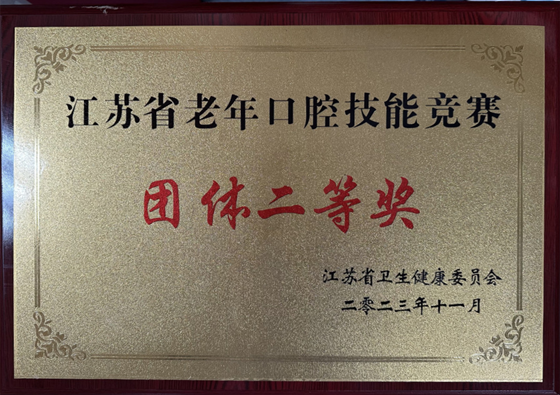 江苏省老年口腔技能竞赛
团体二等奖
江苏省卫生健康委员会
二零二三年十一月